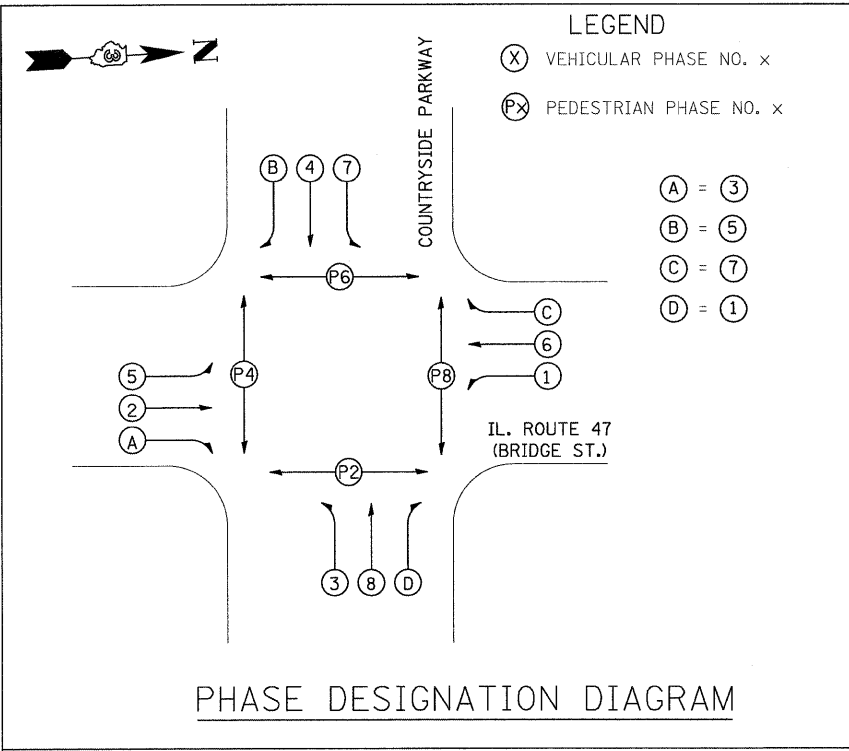 LEGEND
X VEHICULAR PHASE NO. x
Px PEDESTRIAN PHASE NO. x
N
COUNTRYSIDE PARKWAY
B 4 7
A = 3
B = 5
C = 7
D = 1
P6
C
6
1
5
2
A
P4
P8
IL. ROUTE 47
(BRIDGE ST.)
P2
3 8 D
PHASE DESIGNATION DIAGRAM